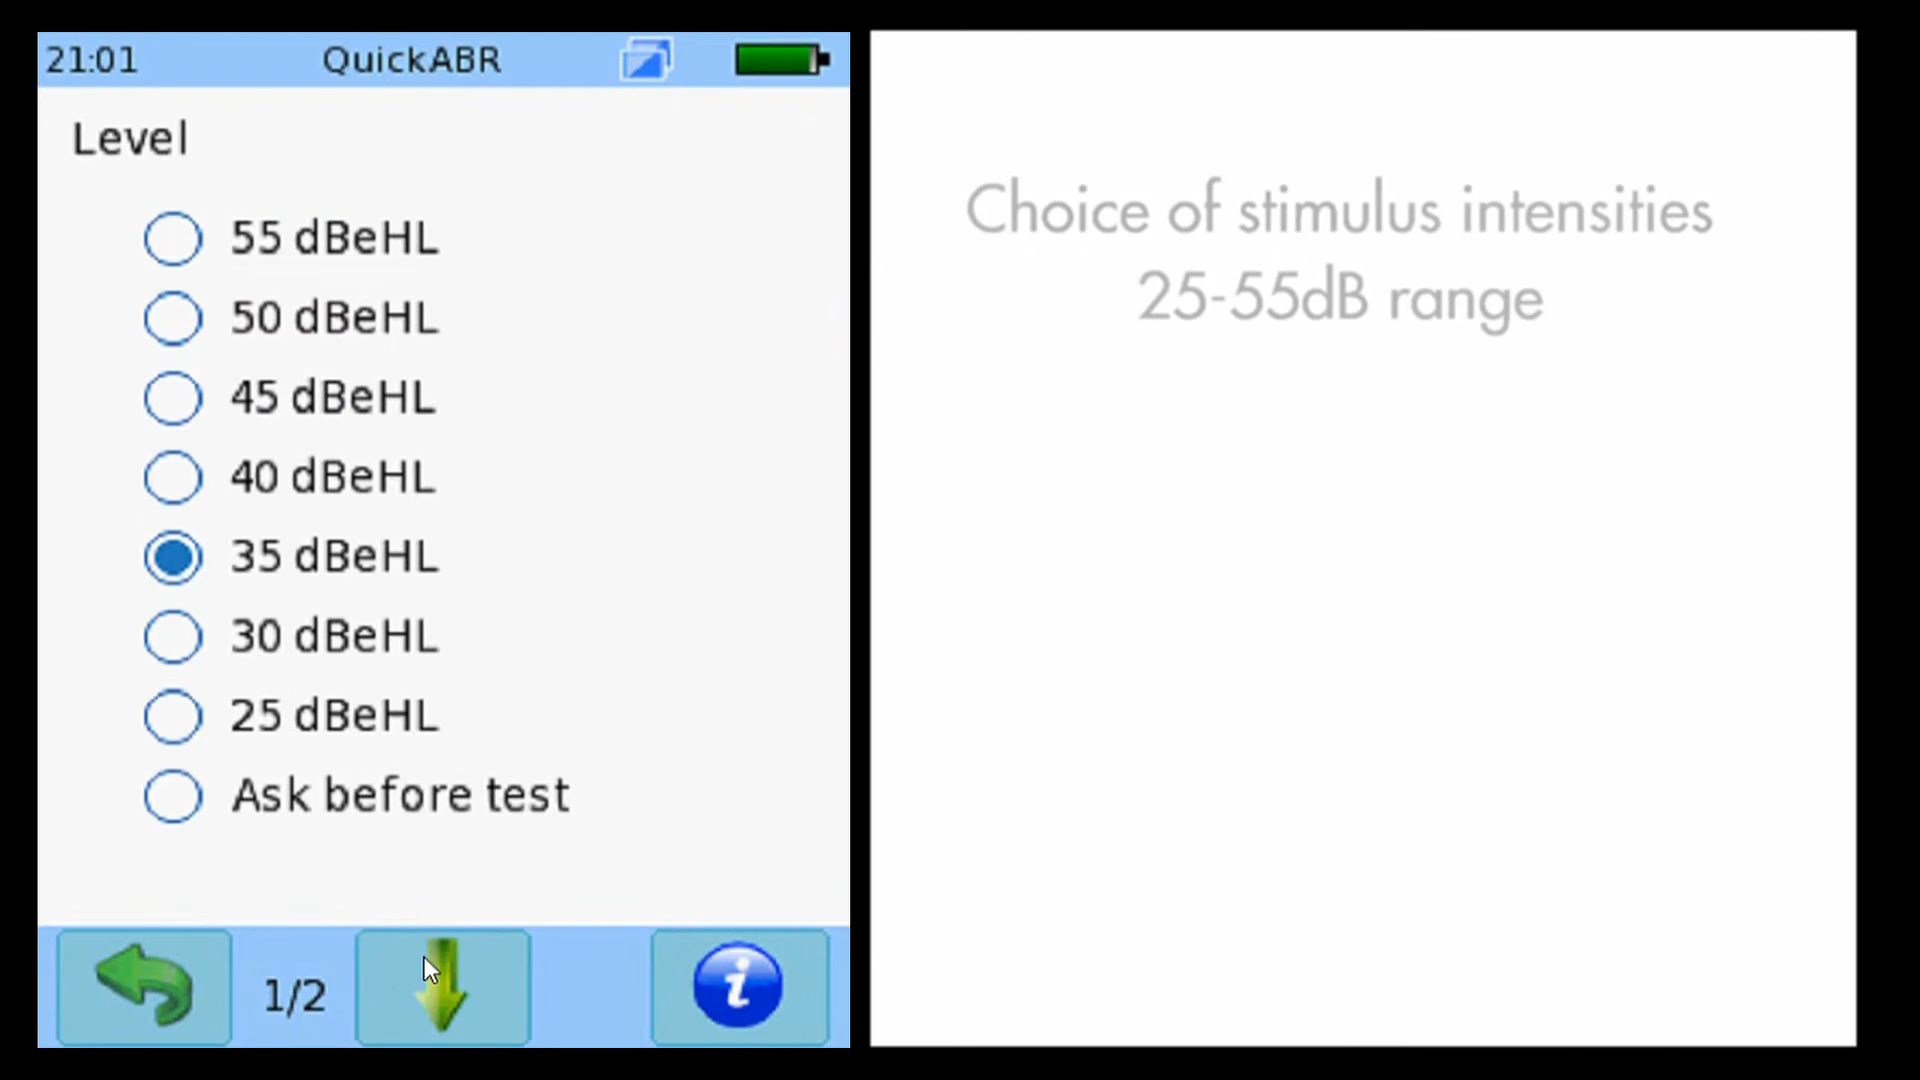 21:01 QuickABR
Level
55 dBeHL
50 dBeHL
45 dBeHL
40 dBeHL
35 dBeHL
30 dBeHL
25 dBeHL
Ask before test
1/2
i
Choice of stimulus intensities
25-55dB range